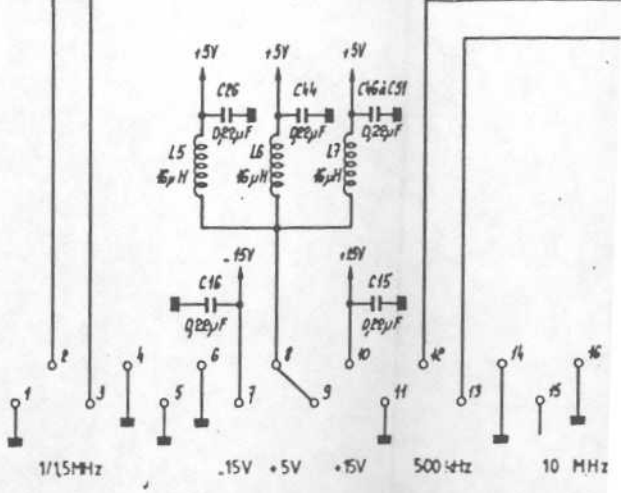 +5V +5V +5V
C26 C44 C46 à C51
0,22µF 0,22µF 0,22µF
L5 L6 L7
16µH 16µH 16µH
-15V +15V
C16 C15
0,22µF 0,22µF
2 4 6 8 10 12 14 16
1 3 5 7 9 11 13 15
1/1,5MHz -15V +5V +15V 500 kHz 10 MHz